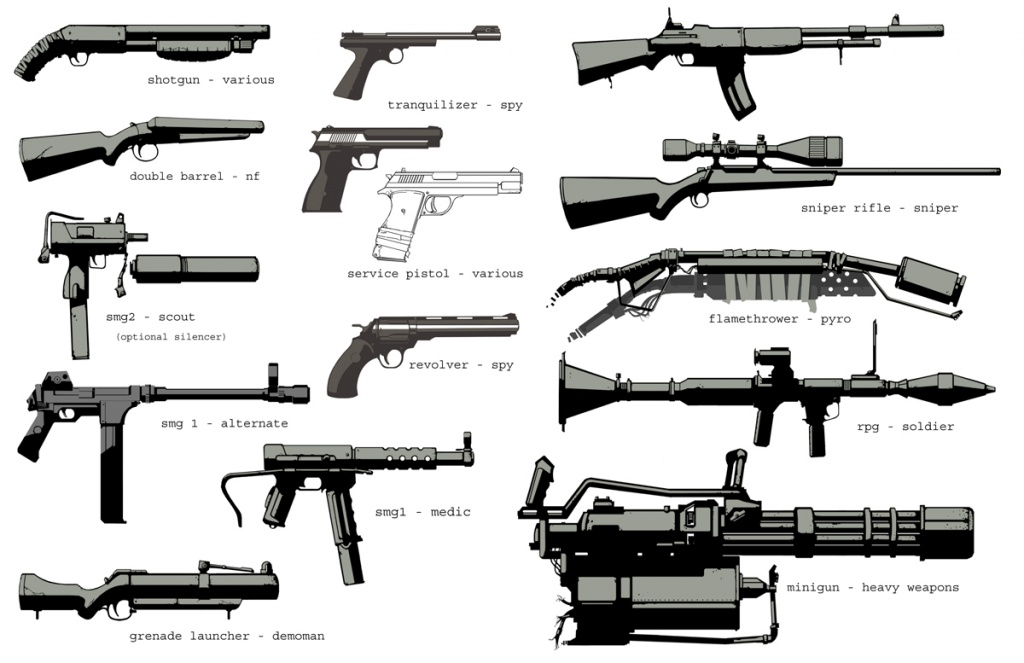 shotgun - various
tranquilizer - spy
double barrel - nf
sniper rifle - sniper
service pistol - various
smg2 - scout
(optional silencer)
flamethrower - pyro
revolver - spy
smg 1 - alternate
rpg - soldier
smg1 - medic
minigun - heavy weapons
grenade launcher - demoman